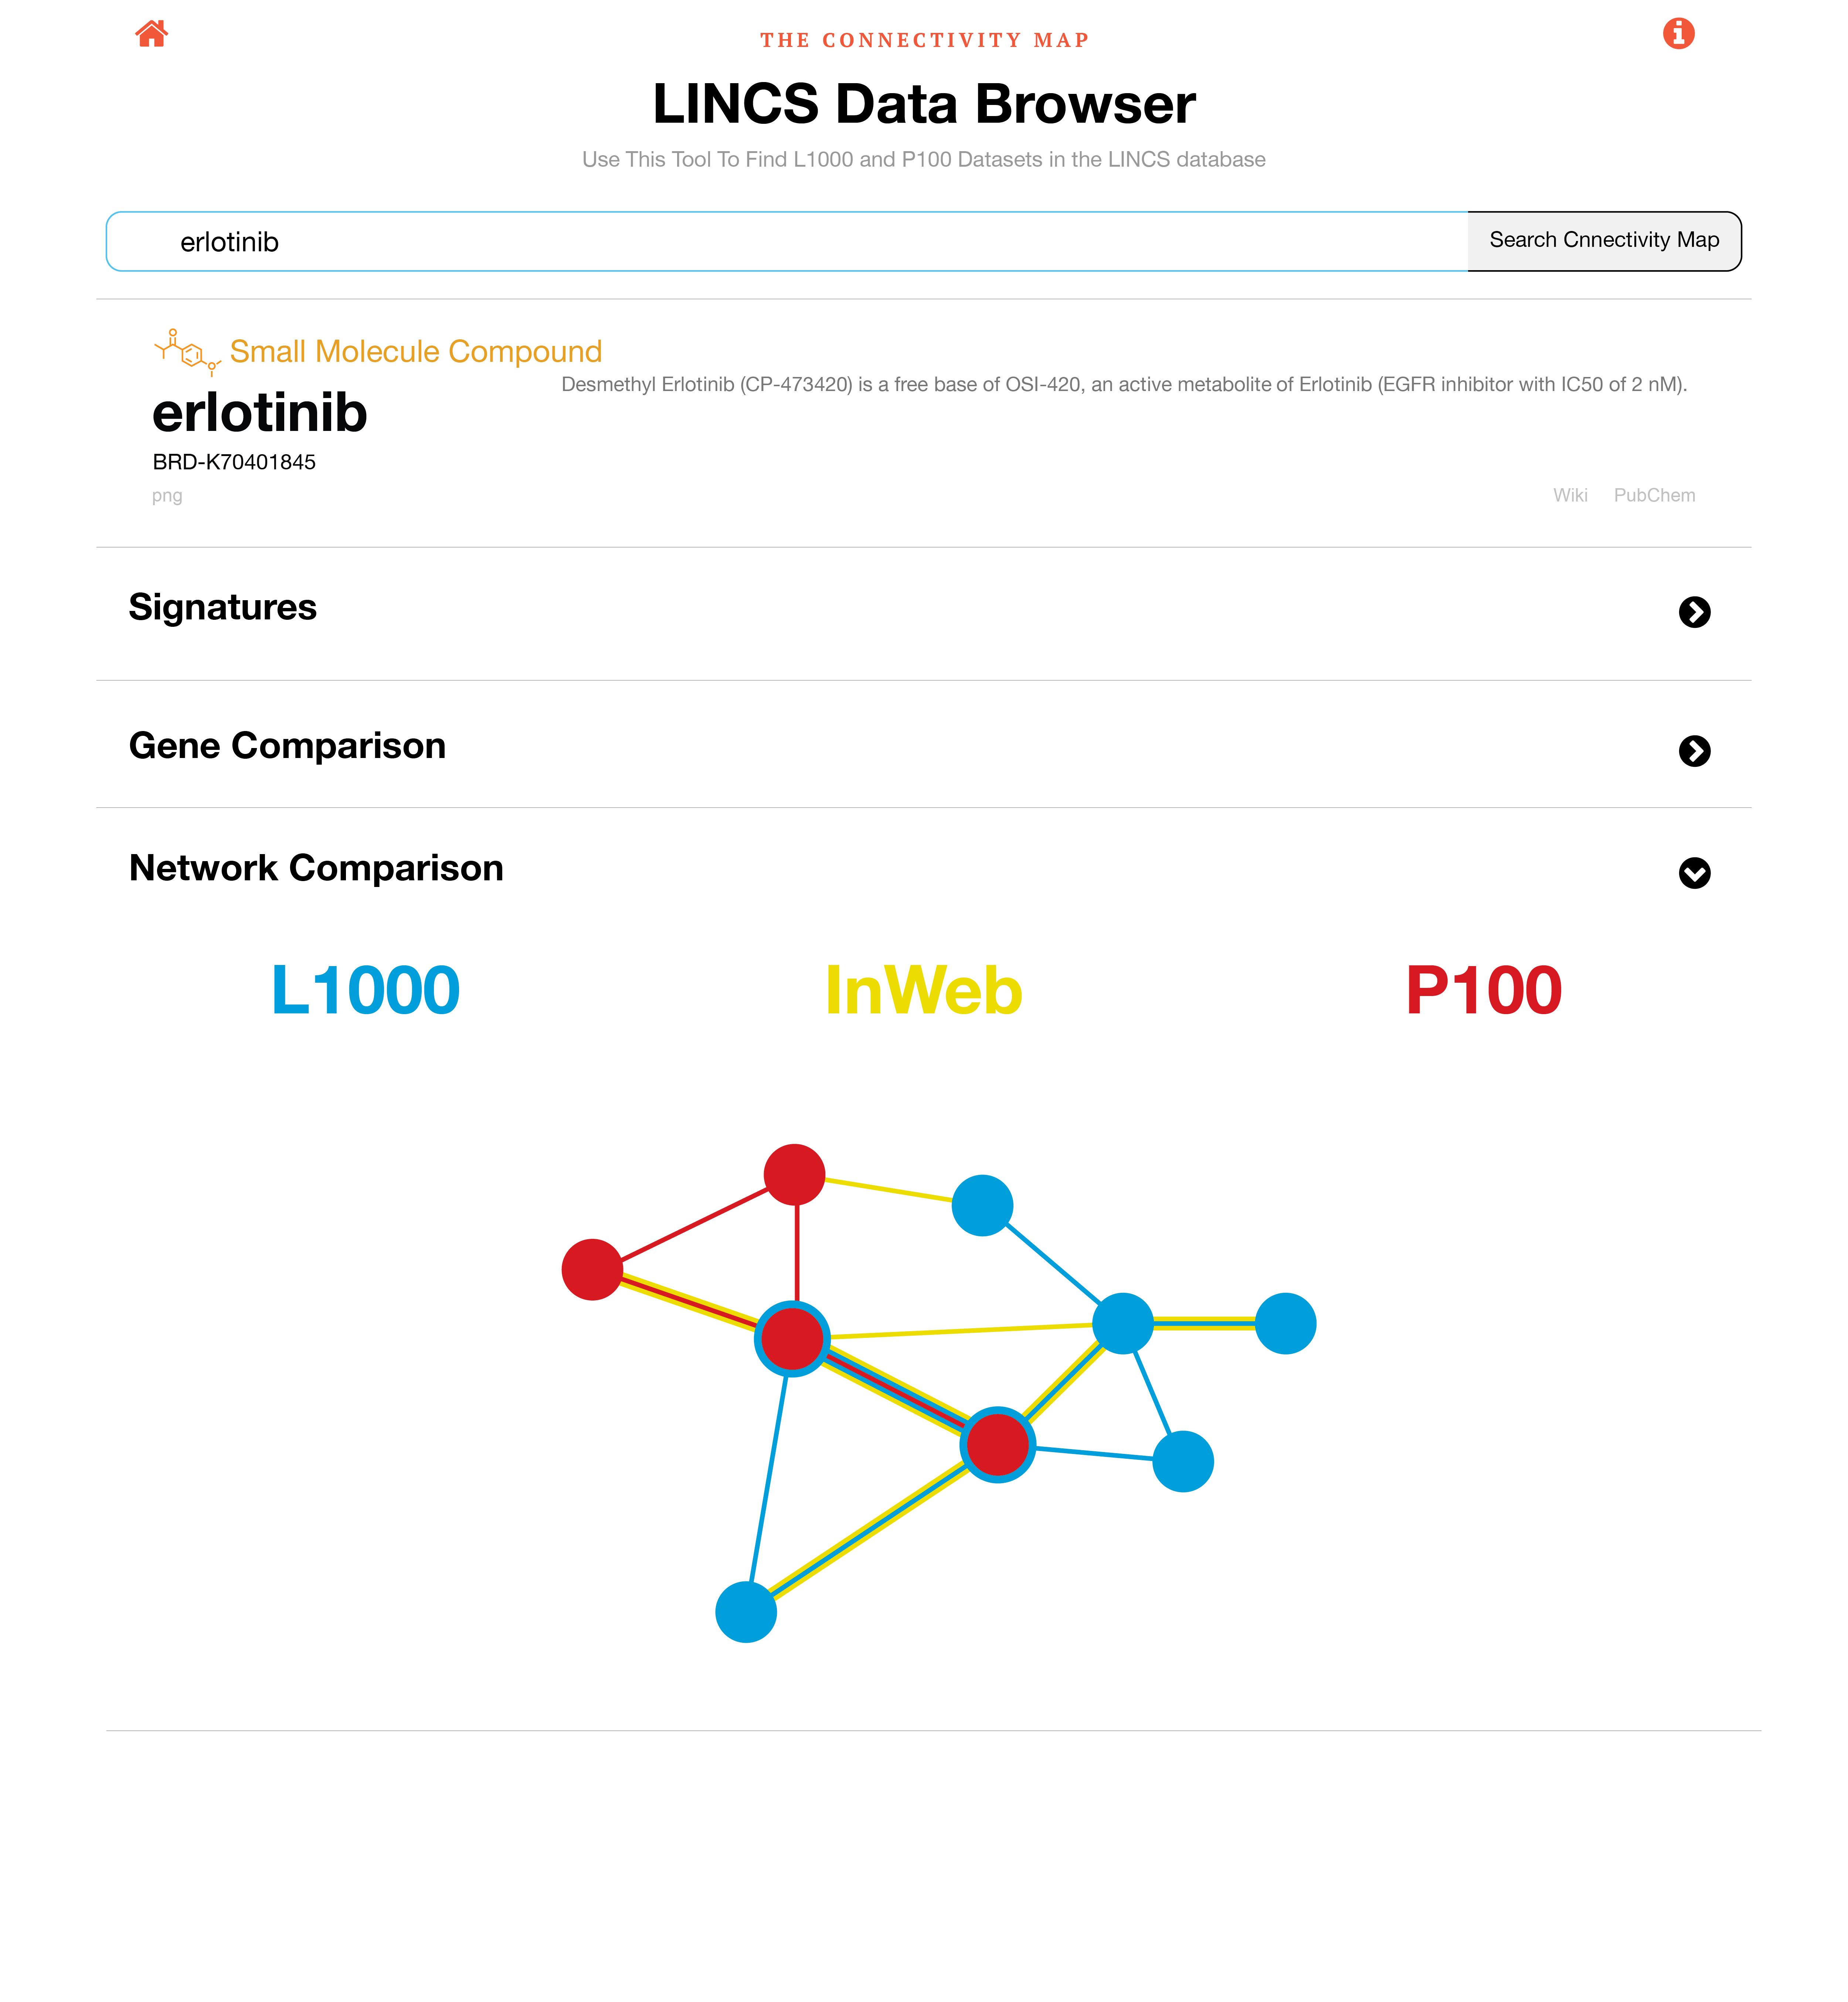 THE CONNECTIVITY MAP
LINCS Data Browser
Use This Tool To Find L1000 and P100 Datasets in the LINCS database
erlotinib
Search Cnnectivity Map
Small Molecule Compound
Desmethyl Erlotinib (CP-473420) is a free base of OSI-420, an active metabolite of Erlotinib (EGFR inhibitor with IC50 of 2 nM).
erlotinib
BRD-K70401845
png
Wiki
PubChem
Signatures
Gene Comparison
Network Comparison
L1000
InWeb
P100